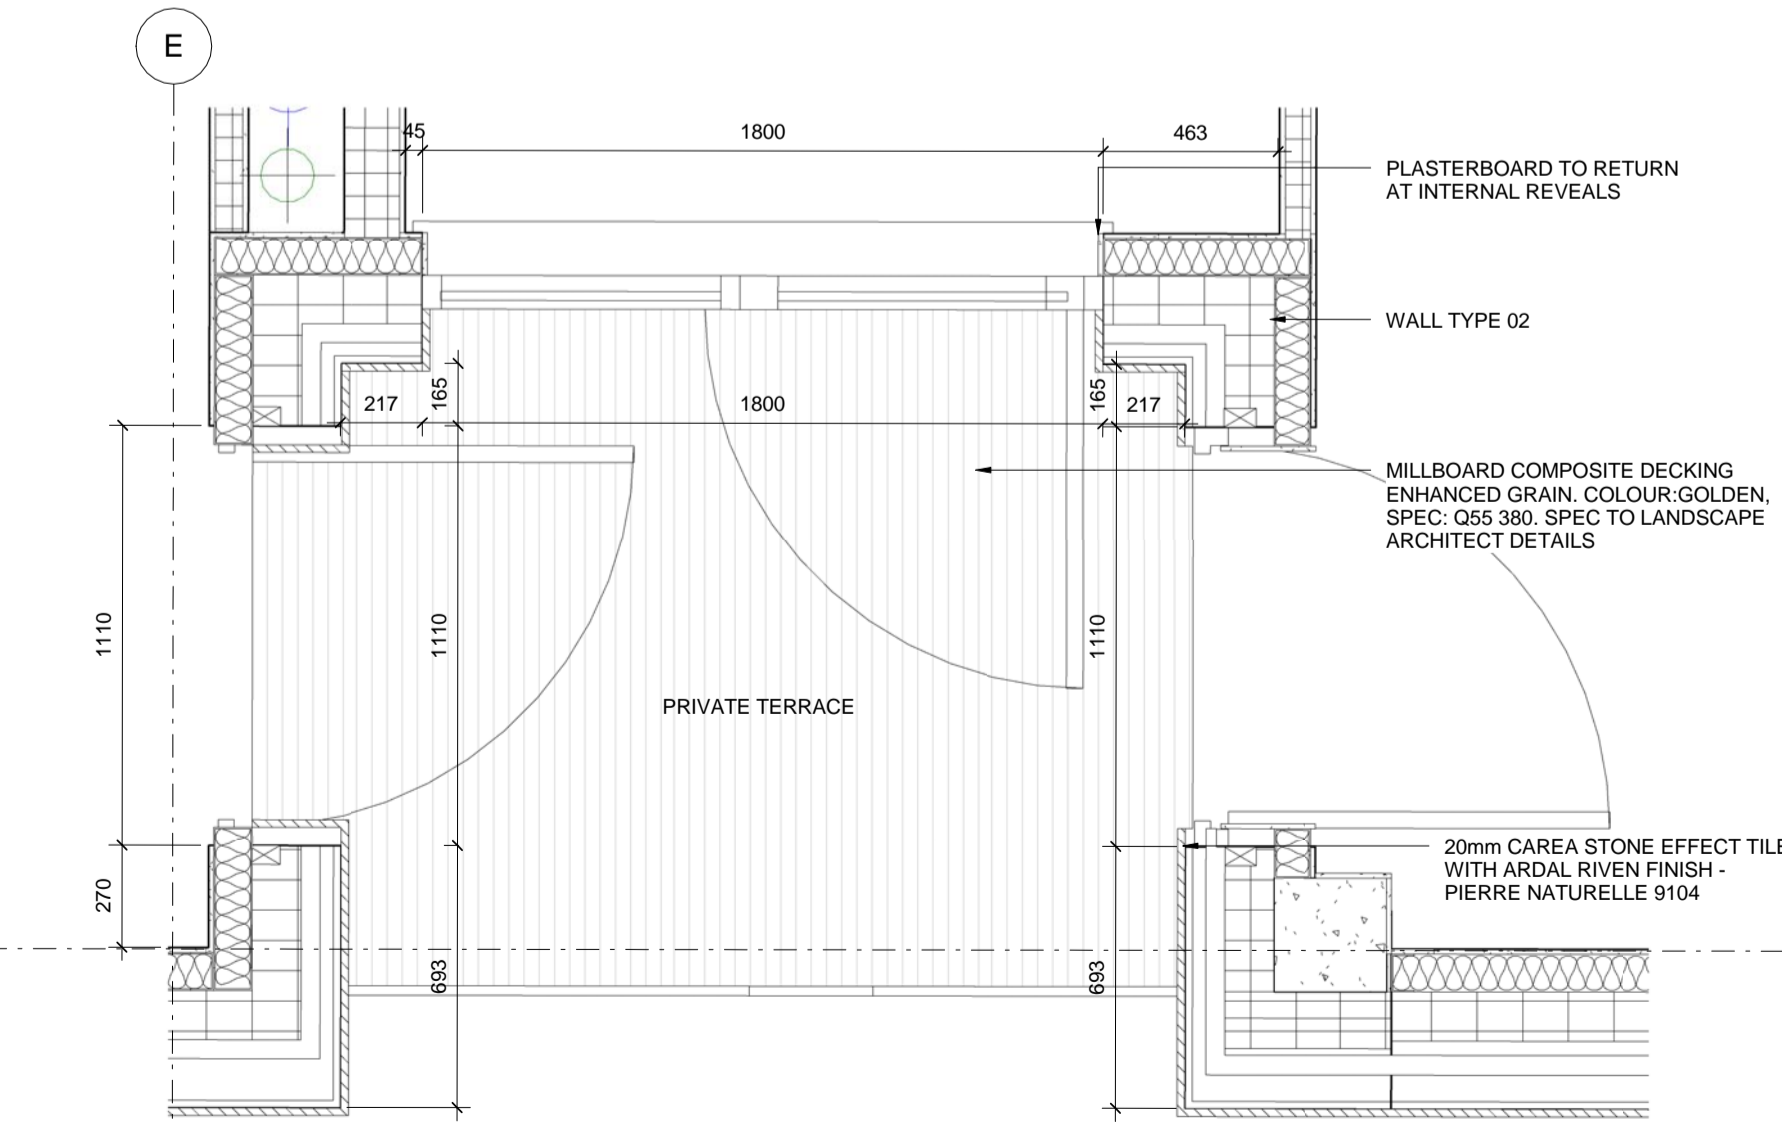 E
45
1800
463
PLASTERBOARD TO RETURN
AT INTERNAL REVEALS
WALL TYPE 02
165
217
1800
165
217
MILLBOARD COMPOSITE DECKING
ENHANCED GRAIN. COLOUR:GOLDEN,
SPEC: Q55 380. SPEC TO LANDSCAPE
ARCHITECT DETAILS
1110
1110
1110
PRIVATE TERRACE
20mm CAREA STONE EFFECT TILE
WITH ARDAL RIVEN FINISH -
PIERRE NATURELLE 9104
270
693
693